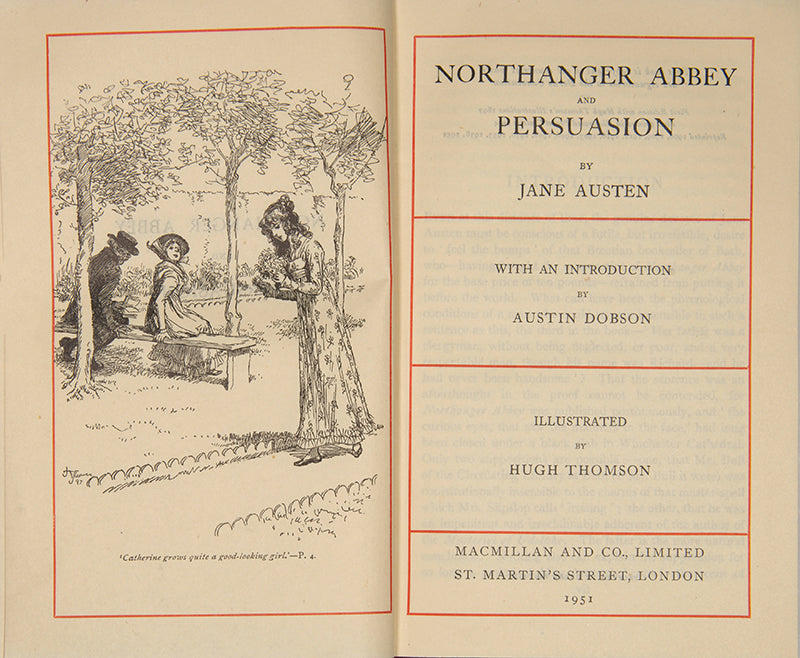 'Catherine grows quite a good-looking girl.'—P. 4.
NORTHANGER ABBEY
AND
PERSUASION
BY
JANE AUSTEN
WITH AN INTRODUCTION
BY
AUSTIN DOBSON
ILLUSTRATED
BY
HUGH THOMSON
MACMILLAN AND CO., LIMITED
ST. MARTIN'S STREET, LONDON
1951